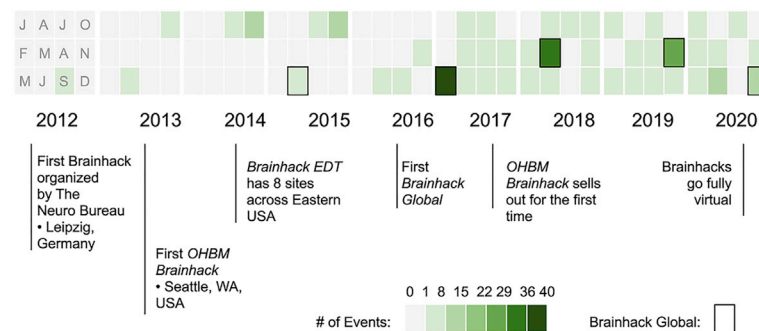 J A J O
F M A N
M J S D
2012 2013 2014 2015 2016 2017 2018 2019 2020
First Brainhack
organized
by The
Neuro Bureau
• Leipzig,
Germany
First OHBM
Brainhack
• Seattle, WA,
USA
Brainhack EDT
has 8 sites
across Eastern
USA
First
Brainhack
Global
OHBM
Brainhack sells
out for the first
time
Brainhacks
go fully
virtual
0 1 8 15 22 29 36 40
# of Events:
Brainhack Global: